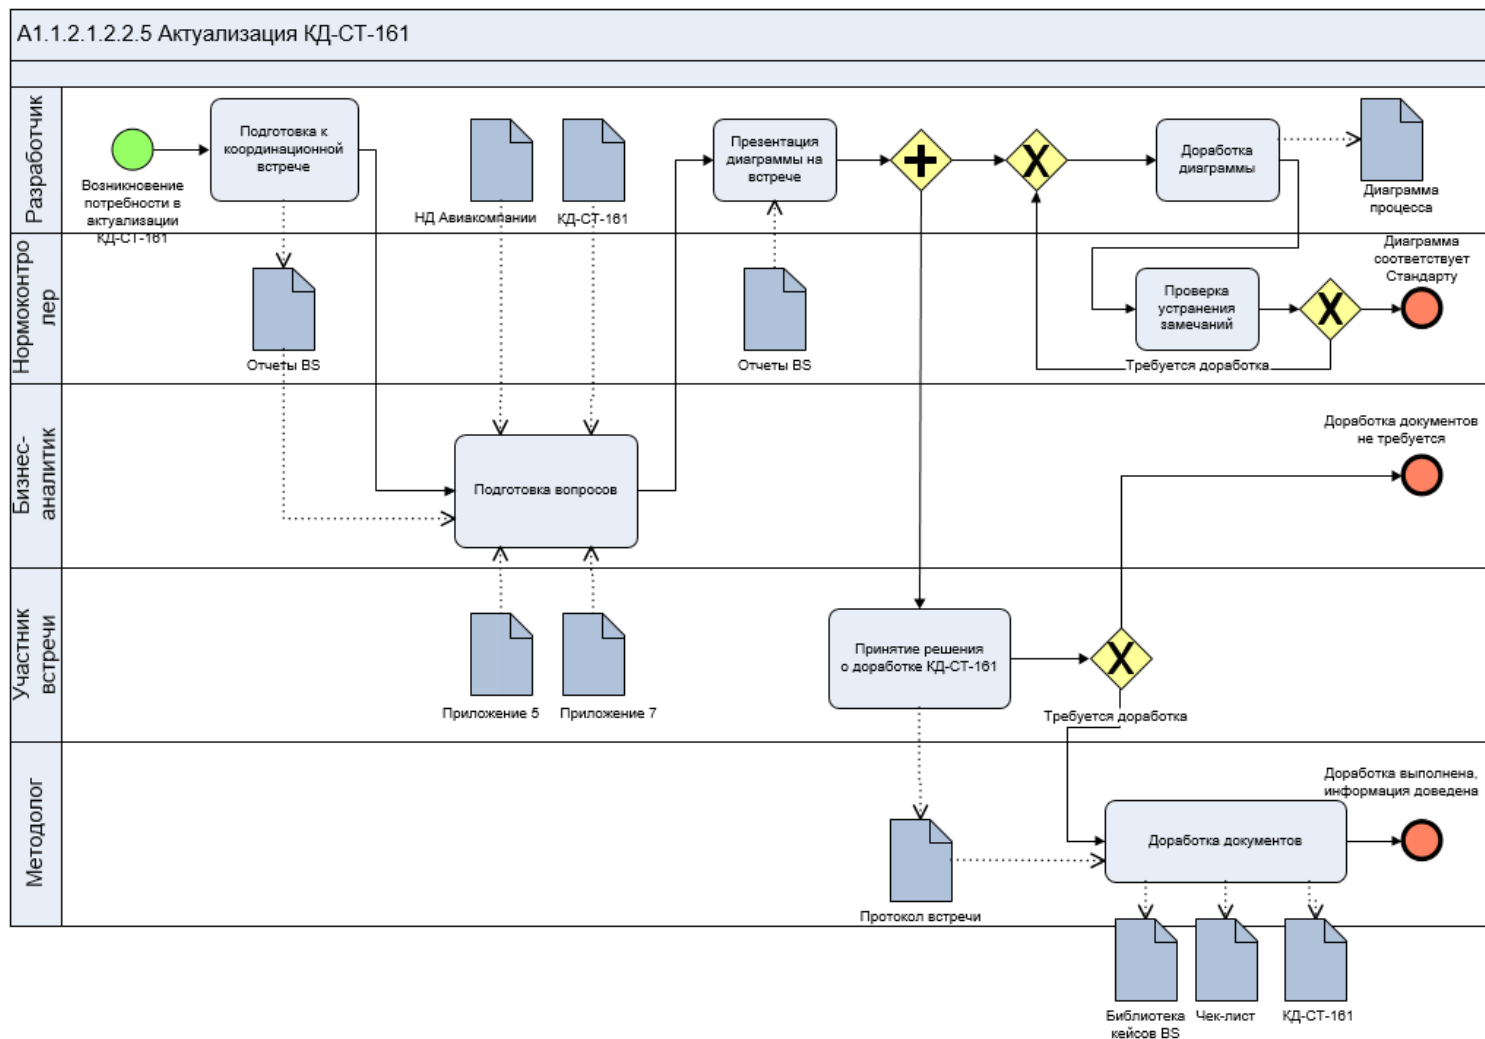 A1.1.2.1.2.2.5 Актуализация КД-СТ-161
Разработчик
Возникновение
потребности в
актуализации
КД-СТ-161
Подготовка к
координационной
встрече
НД Авиакомпании
КД-СТ-161
Презентация
диаграммы на
встрече
Доработка
диаграммы
Диаграмма
процесса
Нормоконтро
лер
Отчеты BS
Отчеты BS
Проверка
устранения
замечаний
Требуется доработка
Диаграмма
соответствует
Стандарту
Бизнес-
аналитик
Подготовка вопросов
Доработка документов
не требуется
Участник
встречи
Приложение 5
Приложение 7
Принятие решения
о доработке КД-СТ-161
Требуется доработка
Методолог
Протокол встречи
Доработка документов
Доработка выполнена,
информация доведена
Библиотека
кейсов BS
Чек-лист
КД-СТ-161